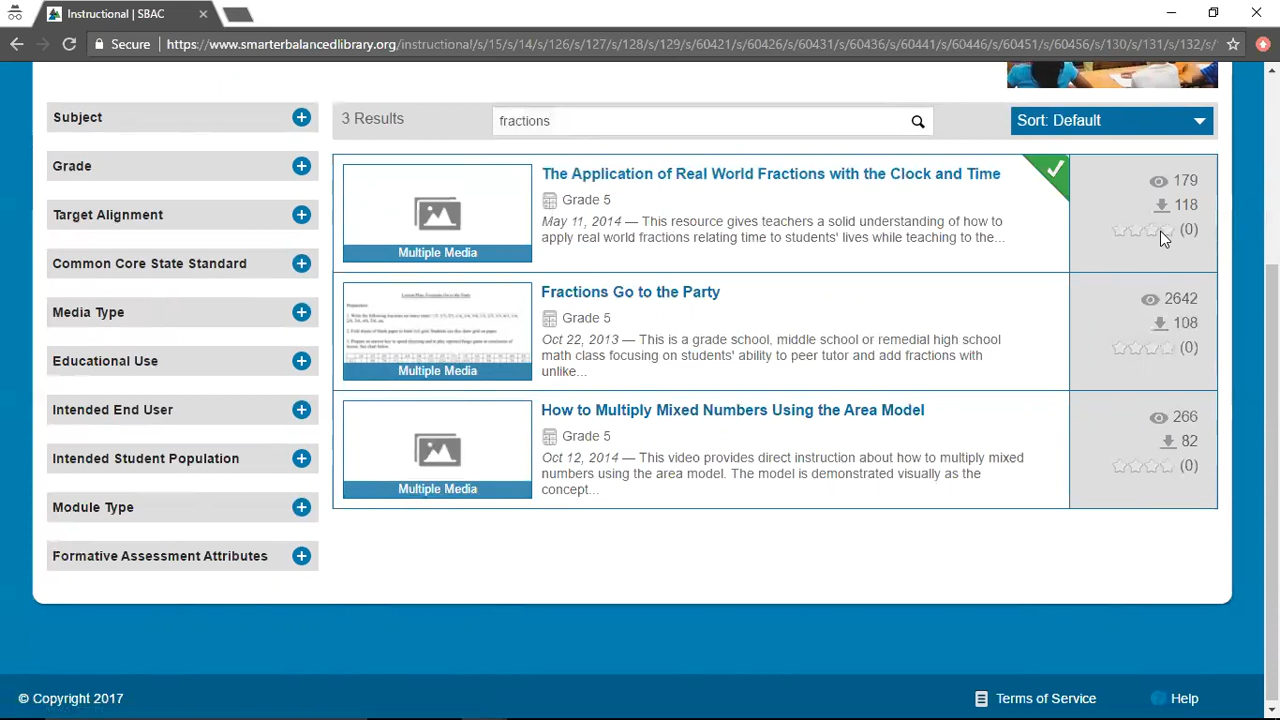 Instructional | SBAC
Secure
https://www.smarterbalancedlibrary.org/instructional/s/15/s/14/s/126/s/127/s/128/s/129/s/60421/s/60426/s/60431/s/60436/s/60441/s/60446/s/60451/s/60456/s/130/s/131/s/132/s/
Subject
3 Results
fractions
Sort: Default
Grade
The Application of Real World Fractions with the Clock and Time
179
Grade 5
118
Target Alignment
May 11, 2014 — This resource gives teachers a solid understanding of how to
(0)
apply real world fractions relating time to students' lives while teaching to the...
Multiple Media
Common Core State Standard
Fractions Go to the Party
2642
Media Type
Grade 5
108
Oct 22, 2013 — This is a grade school, middle school or remedial high school
(0)
math class focusing on students' ability to peer tutor and add fractions with
unlike...
Multiple Media
Educational Use
Intended End User
How to Multiply Mixed Numbers Using the Area Model
266
Grade 5
82
Intended Student Population
Oct 12, 2014 — This video provides direct instruction about how to multiply mixed
(0)
numbers using the area model. The model is demonstrated visually as the
concept...
Multiple Media
Module Type
Formative Assessment Attributes
© Copyright 2017
Terms of Service
Help